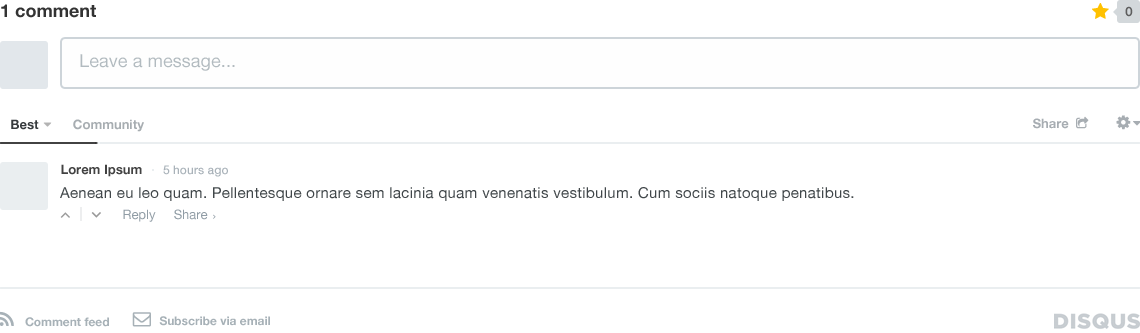 1 comment
0
Leave a message...
Best
Community
Share
Lorem Ipsum · 5 hours ago
Aenean eu leo quam. Pellentesque ornare sem lacinia quam venenatis vestibulum. Cum sociis natoque penatibus.
Reply Share ›
Comment feed
Subscribe via email
DISQUS